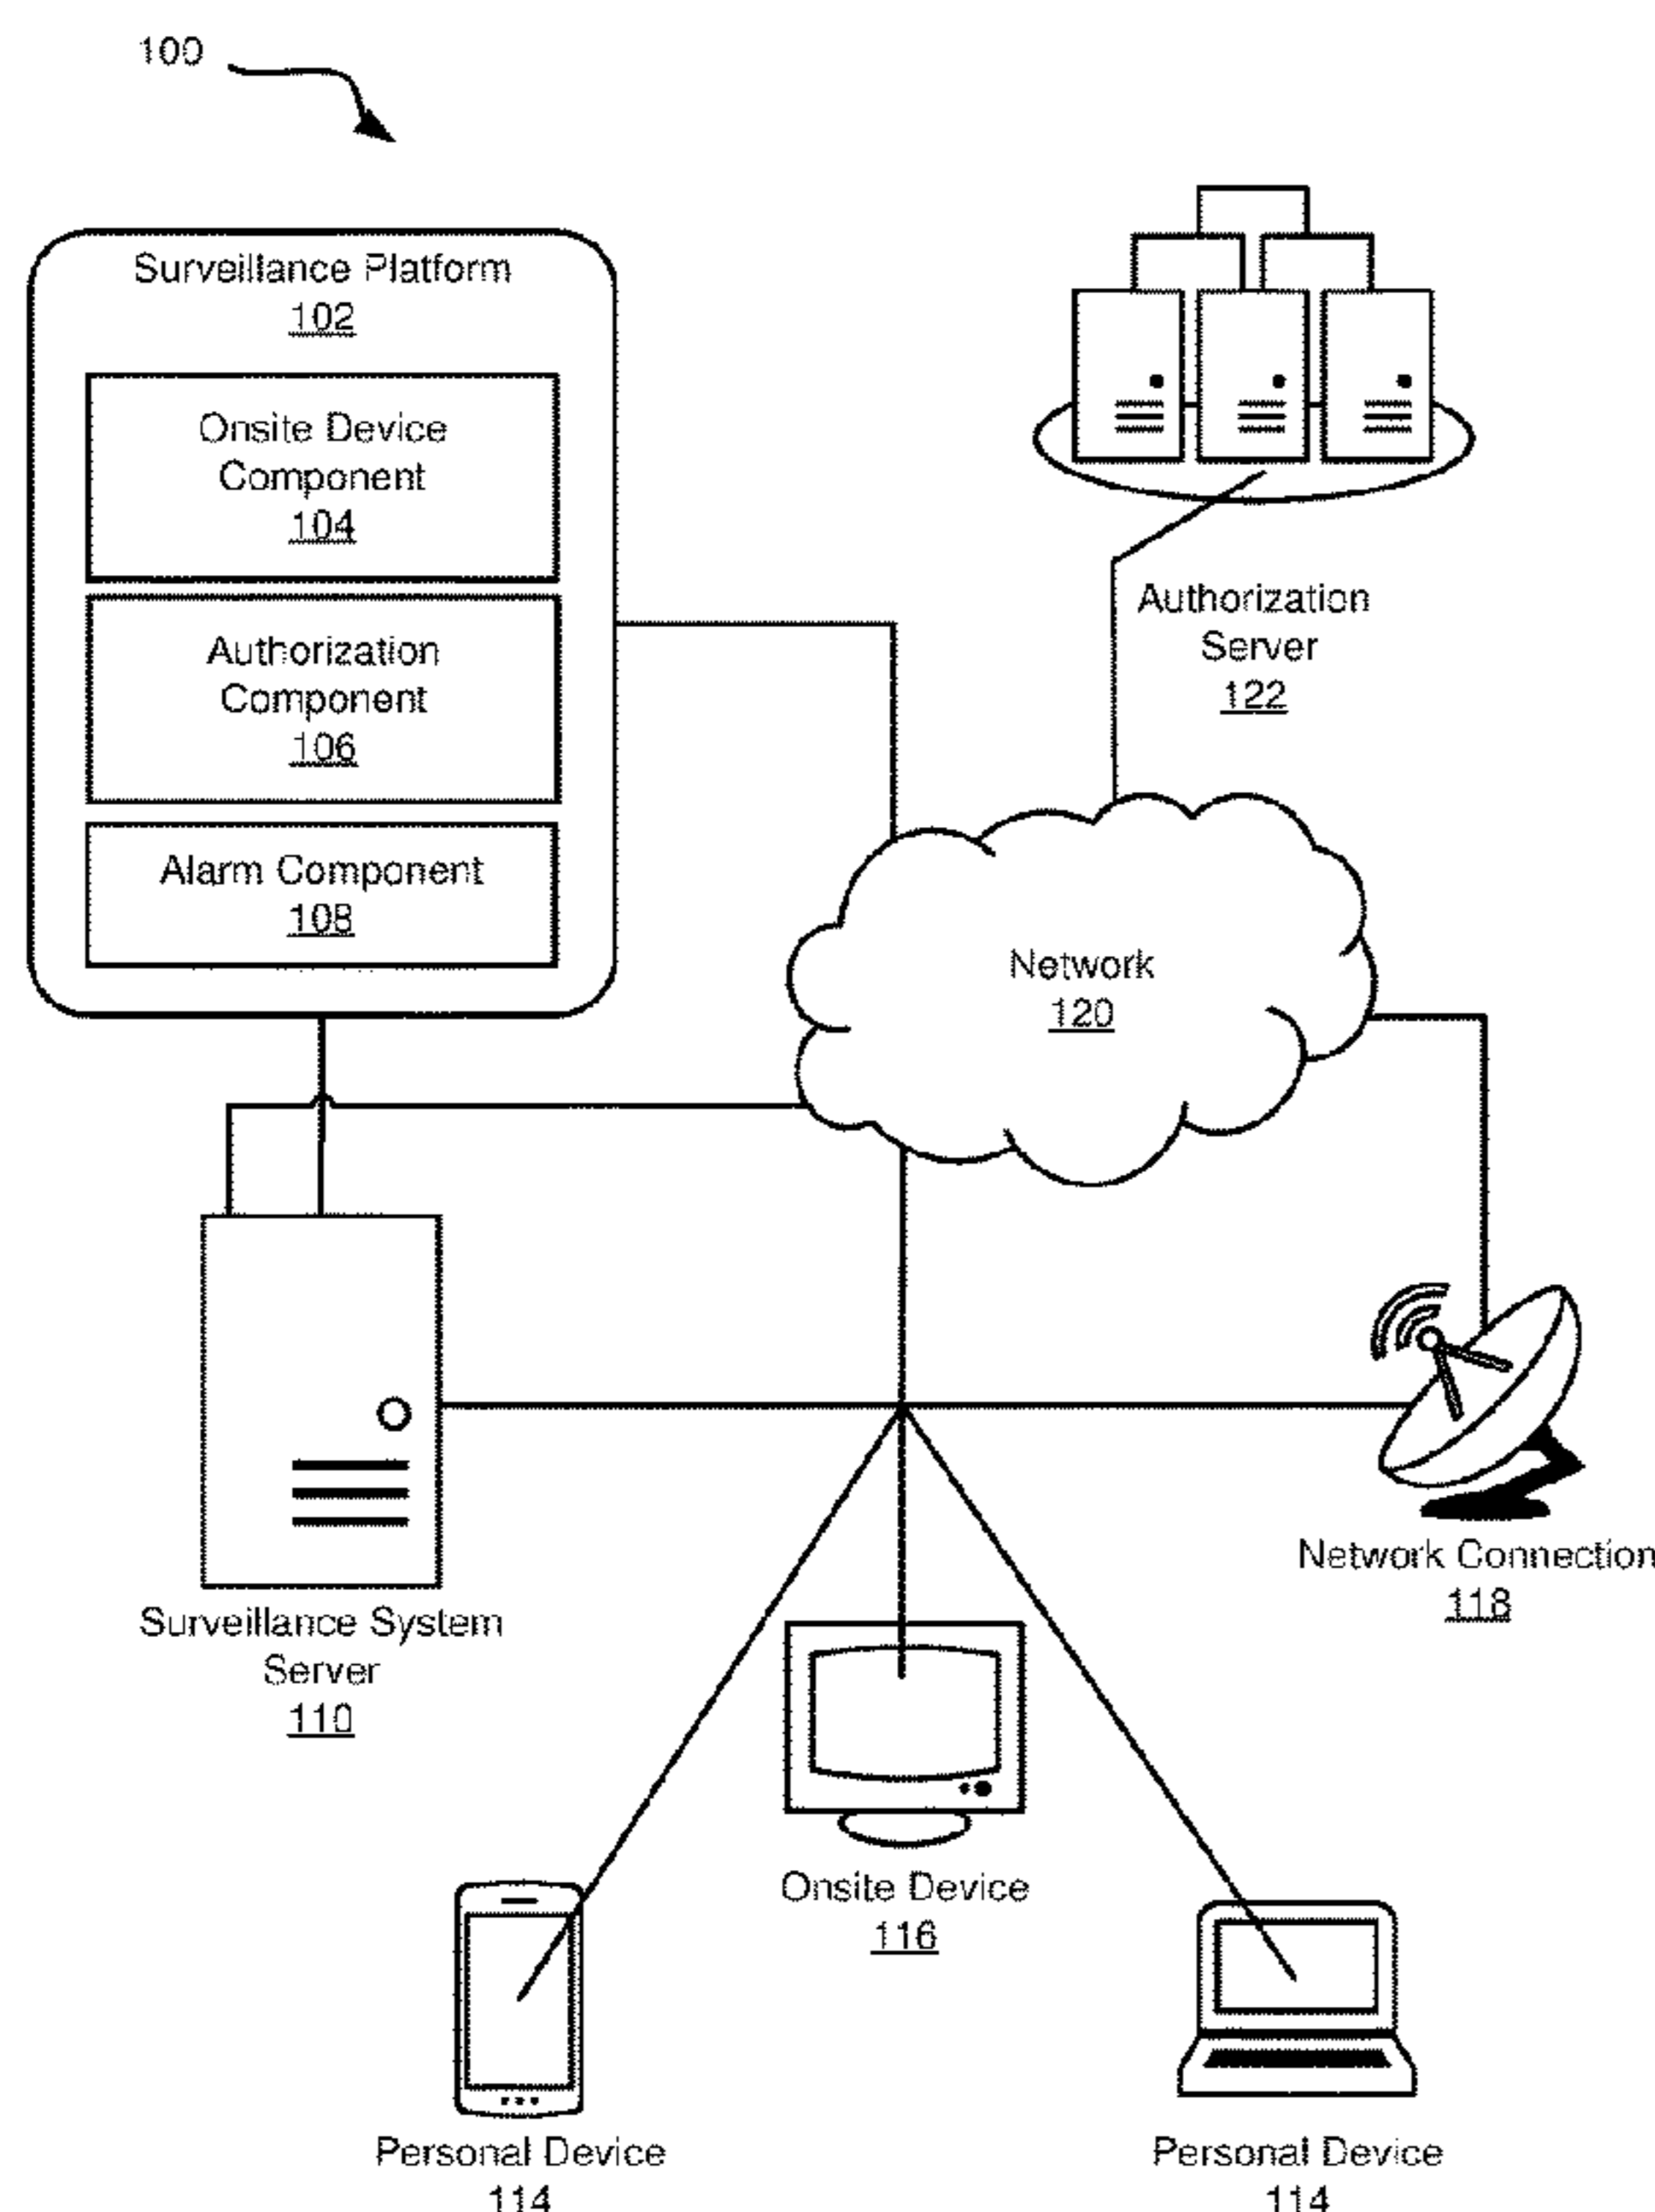 100
Surveillance Platform
102
Onsite Device
Component
104
Authorization
Component
106
Alarm Component
108
Authorization
Server
122
Network
120
Surveillance System
Server
110
Network Connection
118
Onsite Device
116
Personal Device
114
Personal Device
114